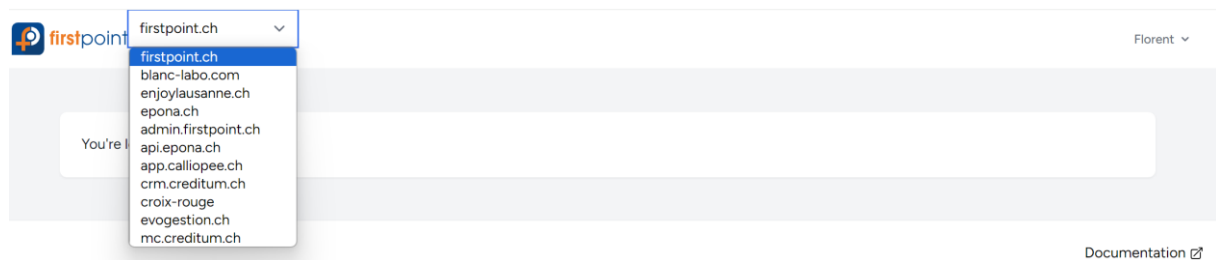 firstpoint
firstpoint.ch
Florent
firstpoint.ch
blanc-labo.com
enjoylausanne.ch
epona.ch
admin.firstpoint.ch
You're
api.epona.ch
app.calliopee.ch
crm.creditum.ch
croix-rouge
evogestion.ch
mc.creditum.ch
Documentation